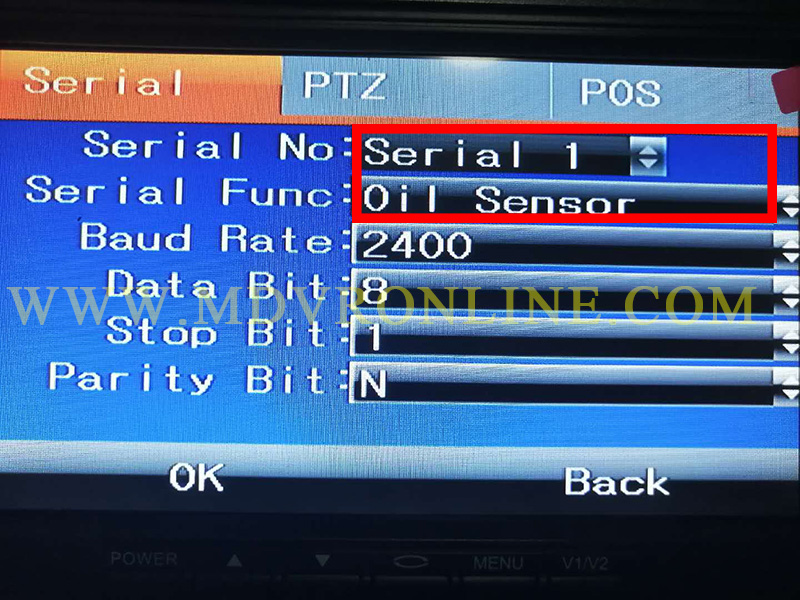 Serial PTZ POS
Serial No: Serial 1
Serial Func: Oil Sensor
Baud Rate: 2400
Data Bit: 8
WWW.MDVRONLINE.COM
Stop Bit: 1
Parity Bit: N
OK Back
POWER MENU V1/V2